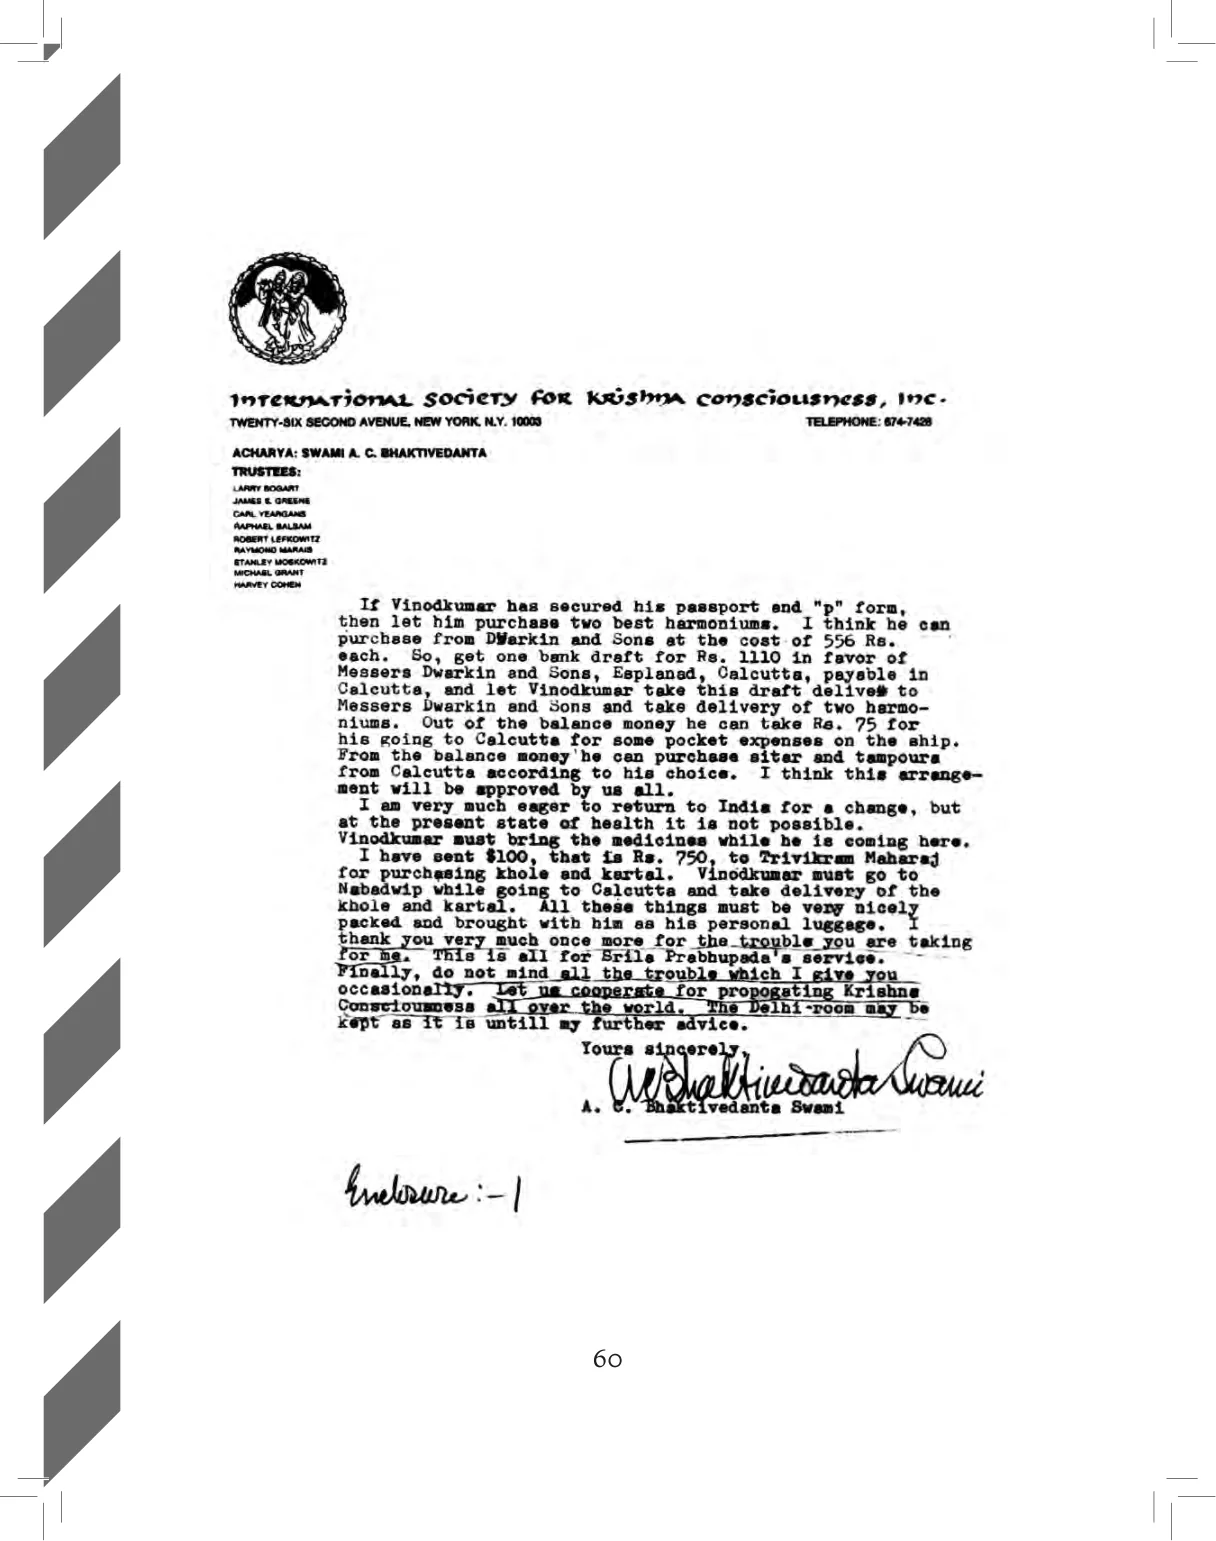 INTERNATIONAL SOCIETY FOR KRISHNA CONSCIOUSNESS, INC.
TWENTY-SIX SECOND AVENUE, NEW YORK, N.Y. 10003 TELEPHONE: 674-7428
ACHARYA: SWAMI A. C. BHAKTIVEDANTA
TRUSTEES:
LARRY BOGART
JAMES S. GREENE
CARL YEARGANS
RAPHAEL BALSAM
ROBERT LEFKOWITZ
RAYMOND MARAIS
STANLEY MOSKOWITZ
MICHAEL GRANT
HARVEY COHEN
If Vinodkumar has secured his passport and "p" form,
then let him purchase two best harmoniums. I think he can
purchase from Dwarkin and Sons at the cost of 556 Rs.
each. So, get one bank draft for Rs. 1110 in favor of
Messers Dwarkin and Sons, Esplanad, Calcutta, payable in
Calcutta, and let Vinodkumar take this draft deliver to
Messers Dwarkin and Sons and take delivery of two harmo-
niums. Out of the balance money he can take Rs. 75 for
his going to Calcutta for some pocket expenses on the ship.
From the balance money he can purchase sitar and tampoura
from Calcutta according to his choice. I think this arrange-
ment will be approved by us all.
I am very much eager to return to India for a change, but
at the present state of health it is not possible.
Vinodkumar must bring the medicines while he is coming here.
I have sent $100, that is Rs. 750, to Trivikram Maharaj
for purchasing khole and kartal. Vinodkumar must go to
Nabadwip while going to Calcutta and take delivery of the
khole and kartal. All these things must be very nicely
packed and brought with him as his personal luggage. I
thank you very much once more for the trouble you are taking
for me. This is all for Srila Prabhupada's service.
Finally, do not mind all the trouble which I give you
occasionally. Let us cooperate for propogating Krishna
Consciousness all over the world. The Delhi-room may be
kept as it is untill my further advice.
Yours sincerely,
A C Bhaktivedanta Swami
A. C. Bhaktivedanta Swami
Enclosure :- 1
60